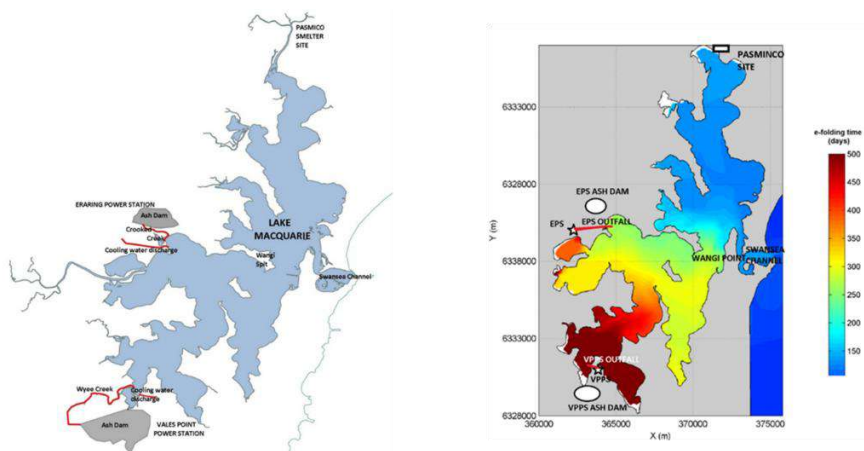 PASMICO
SMELTER
SITE
ERARING POWER STATION
Ash Dam
Crooked
Creek
Cooling water discharge
LAKE
MACQUARIE
Wangi
Spit
Swansea Channel
Wyee Creek
Cooling water
discharge
Ash Dam
VALES POINT
POWER STATION
PASMINCO
SITE
6333000
6328000
6338000
6333000
6328000
Y (m)
EPS ASH DAM
EPS
EPS OUTFALL
WANGI POINT
SWANSEA
CHANNEL
VPPS OUTFALL
VPPS
VPPS ASH DAM
360000
365000
370000
375000
X (m)
e-folding time
(days)
500
450
400
350
300
250
200
150